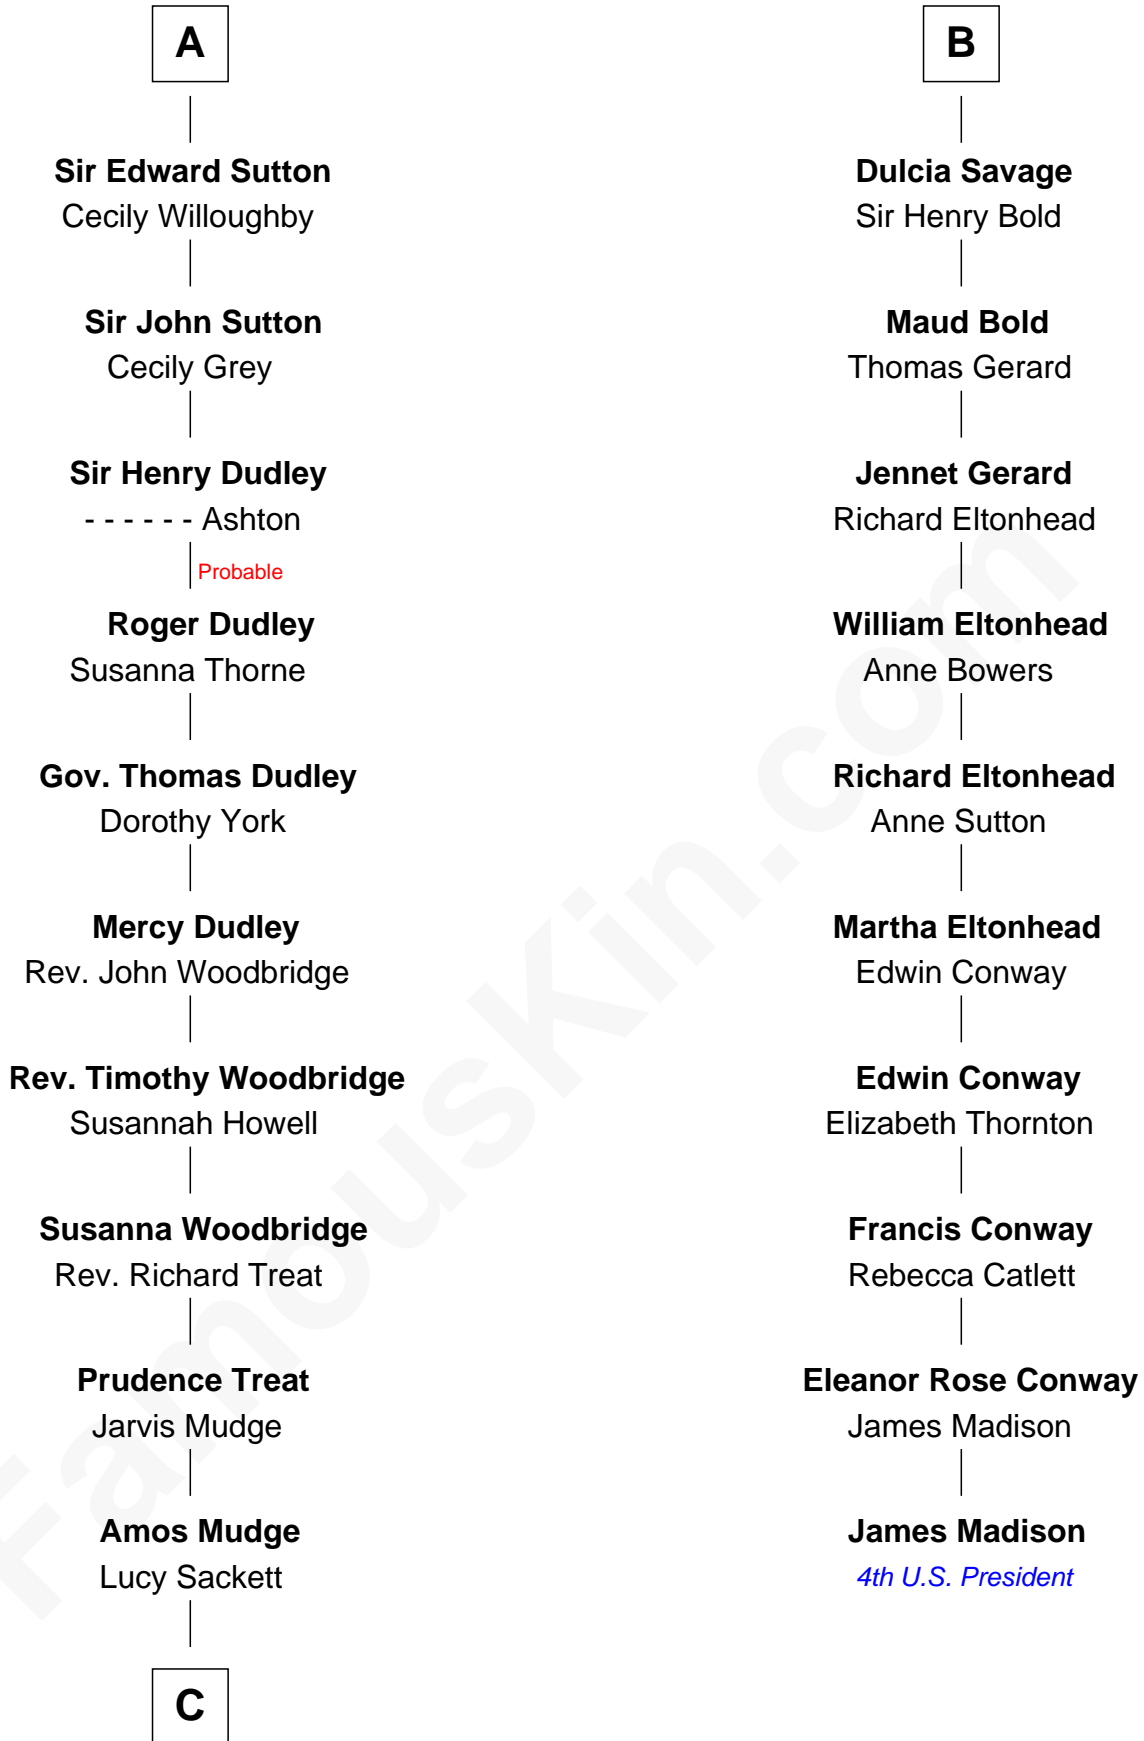 A
Sir Edward Sutton
Cecily Willoughby
Sir John Sutton
Cecily Grey
Sir Henry Dudley
- - - - - - Ashton
Probable
Roger Dudley
Susanna Thorne
Gov. Thomas Dudley
Dorothy York
Mercy Dudley
Rev. John Woodbridge
Rev. Timothy Woodbridge
Susannah Howell
Susanna Woodbridge
Rev. Richard Treat
Prudence Treat
Jarvis Mudge
Amos Mudge
Lucy Sackett
C
B
Dulcia Savage
Sir Henry Bold
Maud Bold
Thomas Gerard
Jennet Gerard
Richard Eltonhead
William Eltonhead
Anne Bowers
Richard Eltonhead
Anne Sutton
Martha Eltonhead
Edwin Conway
Edwin Conway
Elizabeth Thornton
Francis Conway
Rebecca Catlett
Eleanor Rose Conway
James Madison
James Madison
4th U.S. President
FamousKin.com